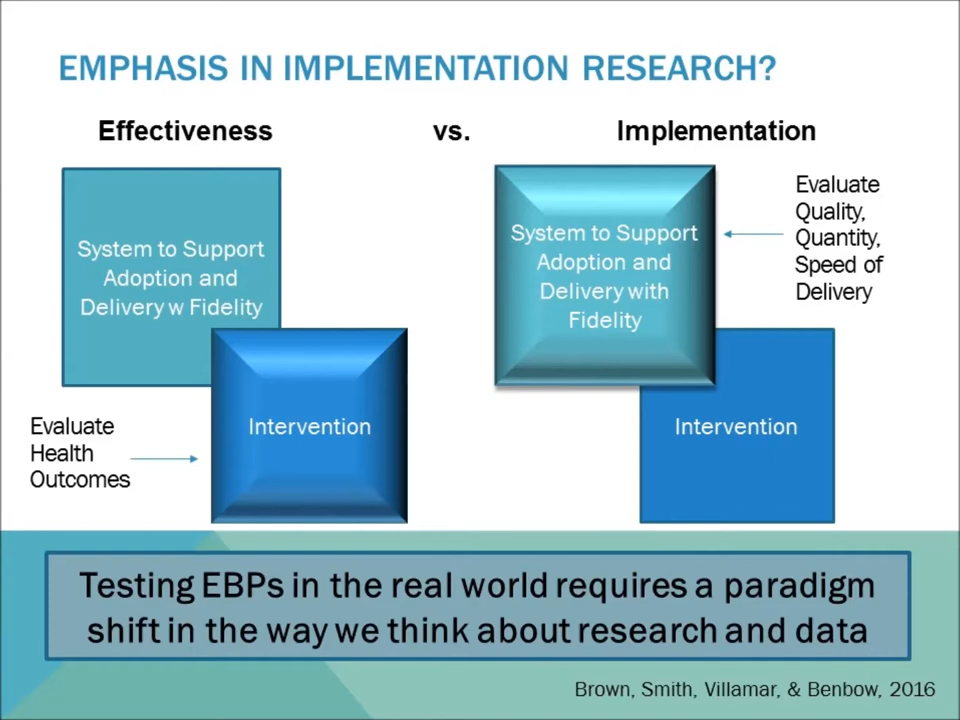 EMPHASIS IN IMPLEMENTATION RESEARCH?
Effectiveness
vs.
Implementation
System to Support
Adoption and
Delivery w Fidelity
Intervention
Evaluate
Health
Outcomes
System to Support
Adoption and
Delivery with
Fidelity
Intervention
Evaluate
Quality,
Quantity,
Speed of
Delivery
Testing EBPs in the real world requires a paradigm
shift in the way we think about research and data
Brown, Smith, Villamar, & Benbow, 2016